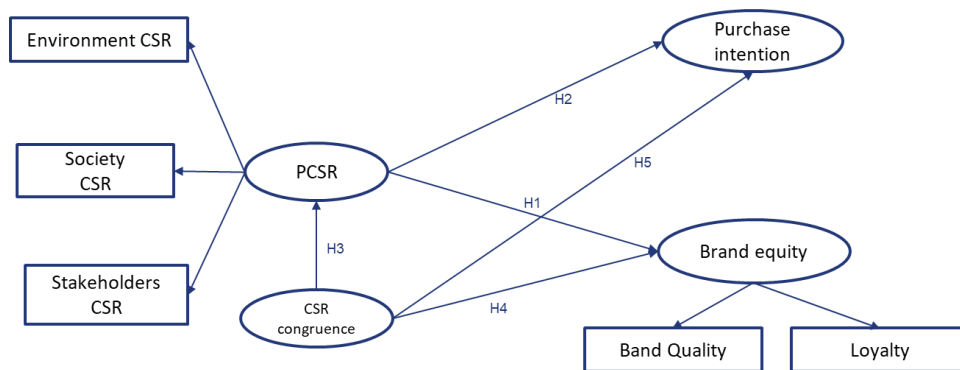 Environment CSR
Purchase
intention
H2
Society
CSR
PCSR
H5
H1
H3
Brand equity
Stakeholders
CSR
CSR
congruence
H4
Band Quality
Loyalty